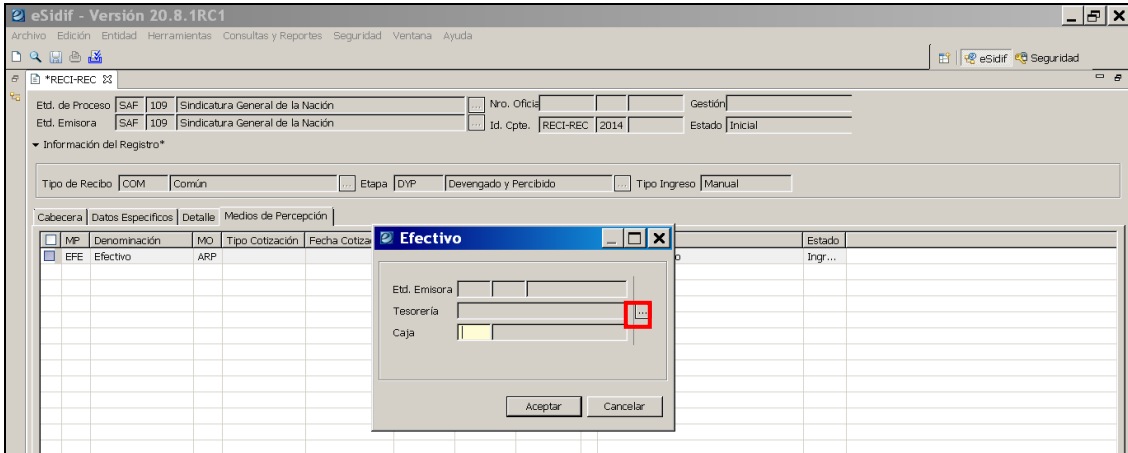 eSidif - Versión 20.8.1RC1
Archivo Edición Entidad Herramientas Consultas y Reportes Seguridad Ventana Ayuda
eSidif Seguridad
*RECI-REC
Etd. de Proceso SAF 109 Sindicatura General de la Nación ... Nro. Oficia Gestión
Etd. Emisora SAF 109 Sindicatura General de la Nación ... Id. Cpte. RECI-REC 2014 Estado Inicial
Información del Registro*
Tipo de Recibo COM Común ... Etapa DYP Devengado y Percibido ... Tipo Ingreso Manual
Cabecera Datos Especificos Detalle Medios de Percepción
MP Denominación MO Tipo Cotización Fecha Cotiza Estado
EFE Efectivo ARP o Ingr...
Efectivo
Etd. Emisora
Tesorería ...
Caja
Aceptar Cancelar